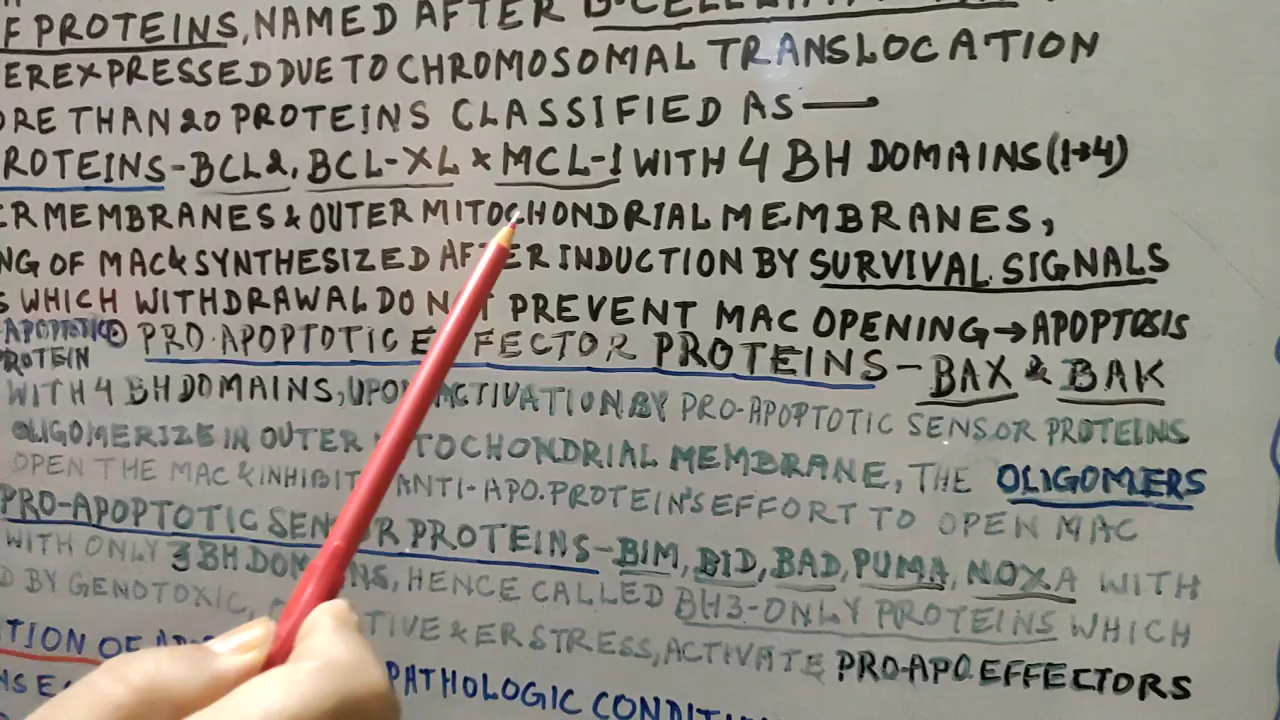 F PROTEINS, NAMED AFTER B-CELL
EREXPRESSED DUE TO CHROMOSOMAL TRANSLOCATION
ORE THAN 20 PROTEINS CLASSIFIED AS →
ROTEINS - BCL2, BCL-XL & MCL-1 WITH 4 BH DOMAINS (1→4)
ER MEMBRANES & OUTER MITOCHONDRIAL MEMBRANES,
NG OF MAC & SYNTHESIZED AFTER INDUCTION BY SURVIVAL SIGNALS
S WHICH WITHDRAWAL DO NOT PREVENT MAC OPENING → APOPTOSIS
APOPTOTIC PRO-APOPTOTIC EFFECTOR PROTEINS - BAX & BAK
PROTEIN
WITH 4 BH DOMAINS, UPON ACTIVATION BY PRO-APOPTOTIC SENSOR PROTEINS
OLIGOMERIZE IN OUTER MITOCHONDRIAL MEMBRANE, THE OLIGOMERS
OPEN THE MAC & INHIBIT ANTI-APO. PROTEIN'S EFFORT TO OPEN MAC
PRO-APOPTOTIC SENSOR PROTEINS - BIM, BID, BAD, PUMA, NOXA WITH
WITH ONLY 3 BH DOMAINS, HENCE CALLED BH3-ONLY PROTEINS WHICH
D BY GENOTOXIC, TIVE & ER STRESS, ACTIVATE PRO-APO. EFFECTORS
TION OF
PATHOLOGIC CONDITI